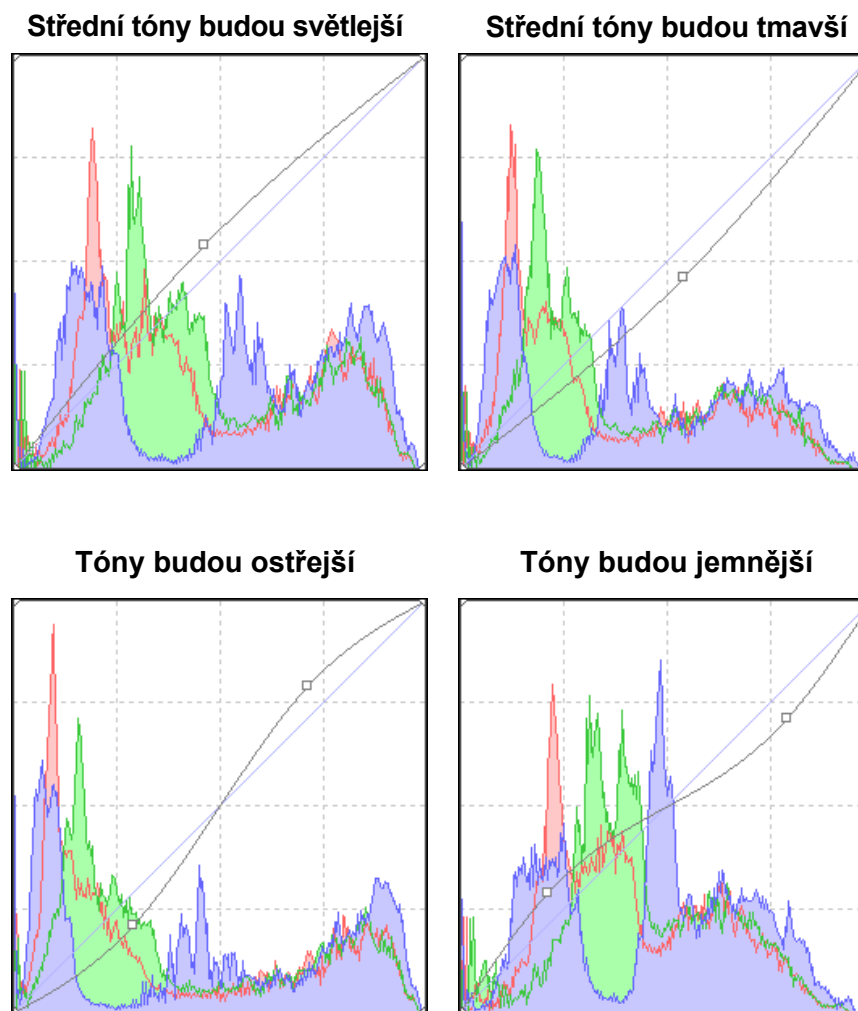 Střední tóny budou světlejší
Střední tóny budou tmavší
Tóny budou ostřejší
Tóny budou jemnější